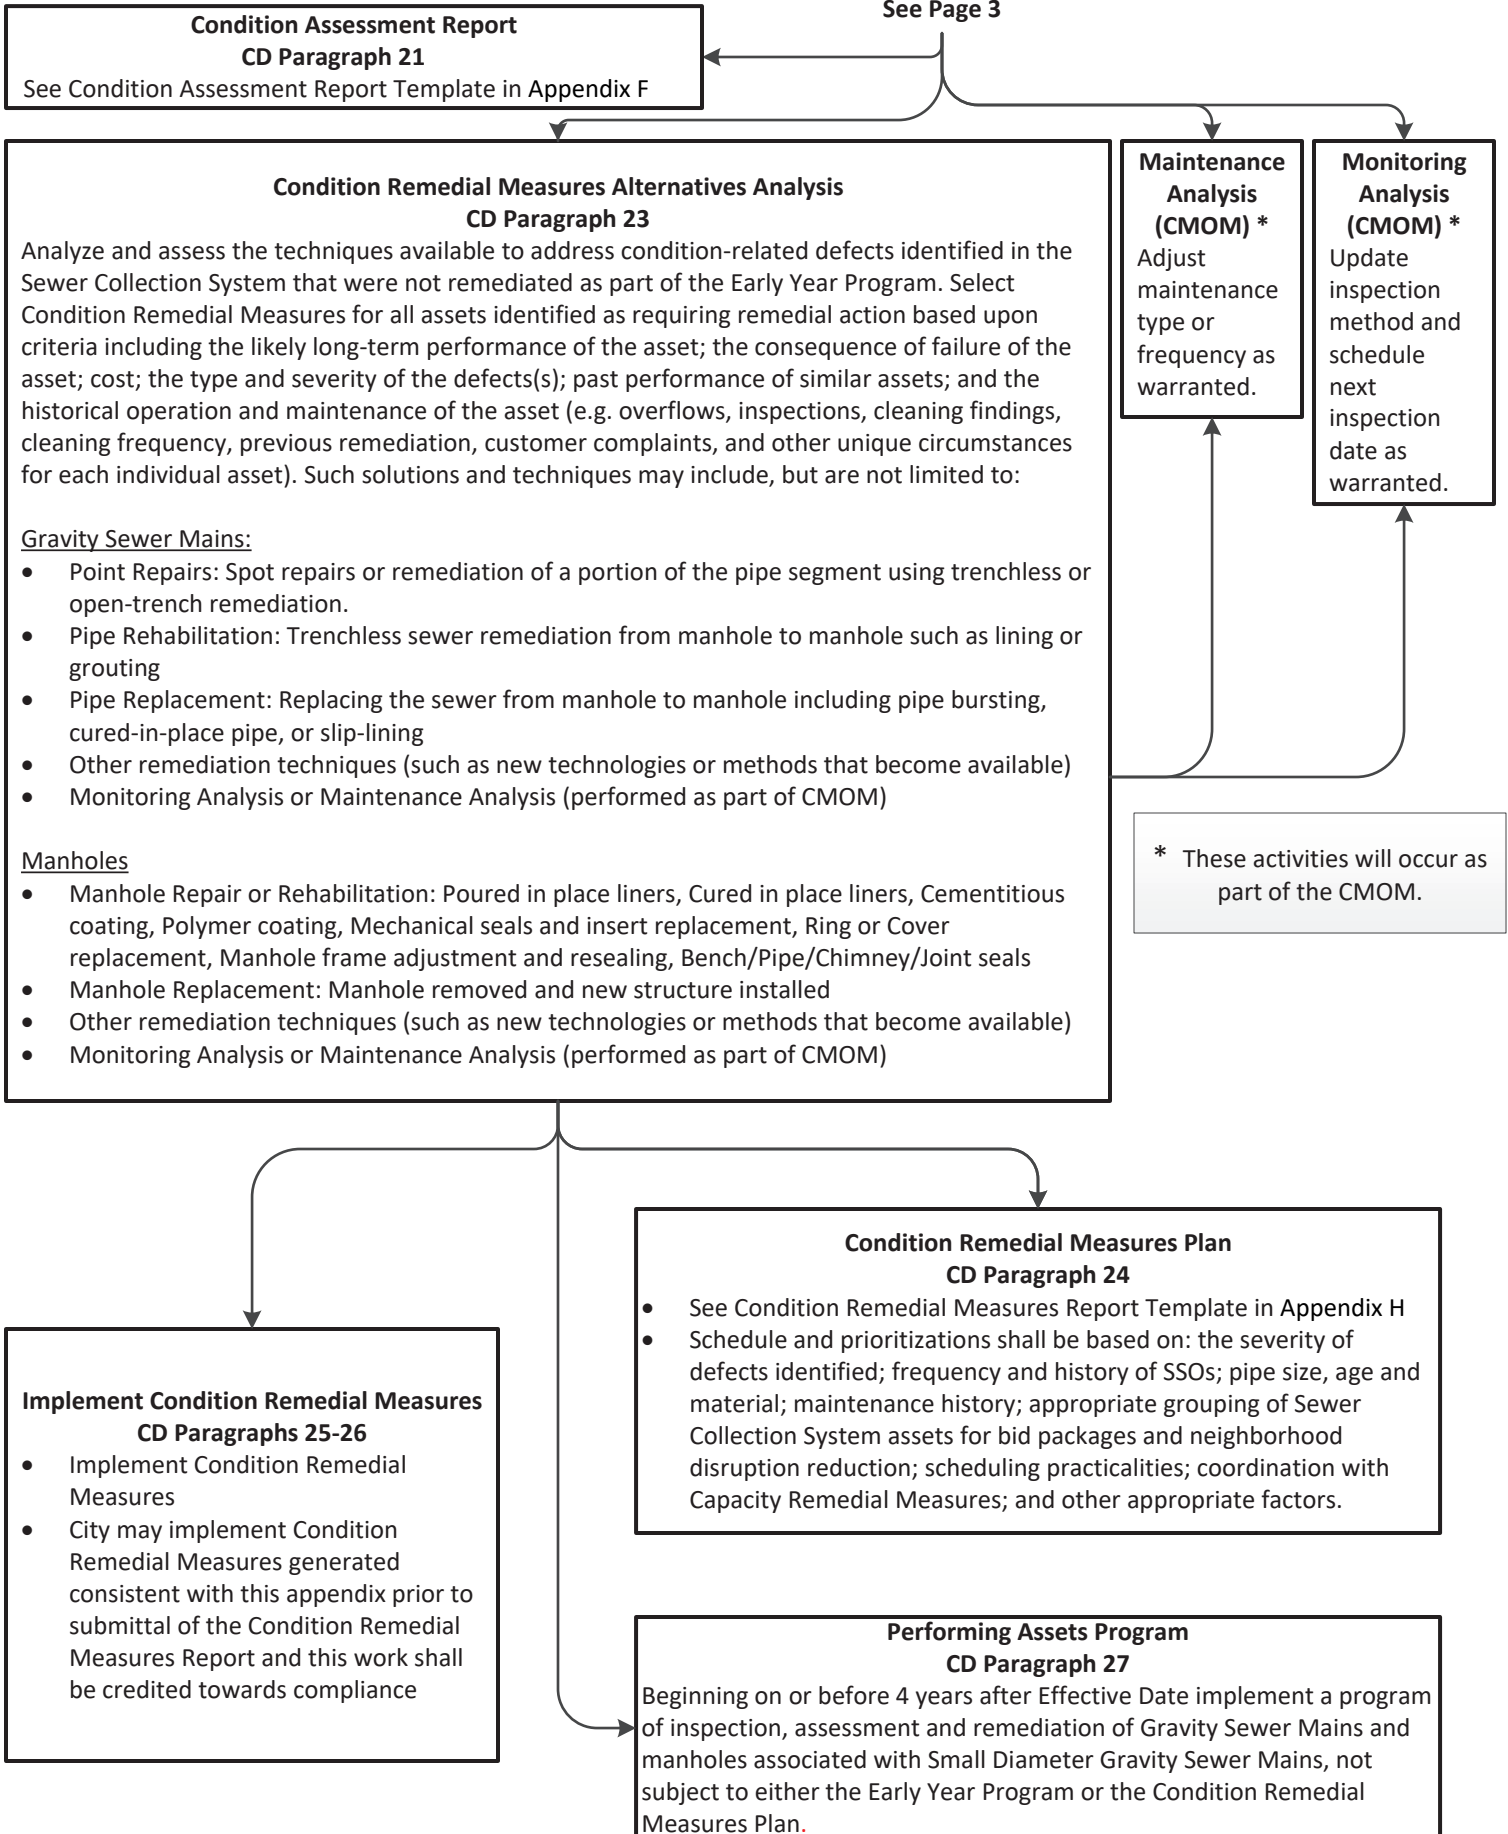 See Page 3
Condition Assessment Report
CD Paragraph 21
See Condition Assessment Report Template in Appendix F
Condition Remedial Measures Alternatives Analysis
CD Paragraph 23
Analyze and assess the techniques available to address condition-related defects identified in the
Sewer Collection System that were not remediated as part of the Early Year Program. Select
Condition Remedial Measures for all assets identified as requiring remedial action based upon
criteria including the likely long-term performance of the asset; the consequence of failure of the
asset; cost; the type and severity of the defects(s); past performance of similar assets; and the
historical operation and maintenance of the asset (e.g. overflows, inspections, cleaning findings,
cleaning frequency, previous remediation, customer complaints, and other unique circumstances
for each individual asset). Such solutions and techniques may include, but are not limited to:
Gravity Sewer Mains:
• Point Repairs: Spot repairs or remediation of a portion of the pipe segment using trenchless or
open-trench remediation.
• Pipe Rehabilitation: Trenchless sewer remediation from manhole to manhole such as lining or
grouting
• Pipe Replacement: Replacing the sewer from manhole to manhole including pipe bursting,
cured-in-place pipe, or slip-lining
• Other remediation techniques (such as new technologies or methods that become available)
• Monitoring Analysis or Maintenance Analysis (performed as part of CMOM)
Manholes
• Manhole Repair or Rehabilitation: Poured in place liners, Cured in place liners, Cementitious
coating, Polymer coating, Mechanical seals and insert replacement, Ring or Cover
replacement, Manhole frame adjustment and resealing, Bench/Pipe/Chimney/Joint seals
• Manhole Replacement: Manhole removed and new structure installed
• Other remediation techniques (such as new technologies or methods that become available)
• Monitoring Analysis or Maintenance Analysis (performed as part of CMOM)
Maintenance
Analysis
(CMOM) *
Adjust
maintenance
type or
frequency as
warranted.
Monitoring
Analysis
(CMOM) *
Update
inspection
method and
schedule
next
inspection
date as
warranted.
* These activities will occur as
part of the CMOM.
Implement Condition Remedial Measures
CD Paragraphs 25-26
• Implement Condition Remedial
Measures
• City may implement Condition
Remedial Measures generated
consistent with this appendix prior to
submittal of the Condition Remedial
Measures Report and this work shall
be credited towards compliance
Condition Remedial Measures Plan
CD Paragraph 24
• See Condition Remedial Measures Report Template in Appendix H
• Schedule and prioritizations shall be based on: the severity of
defects identified; frequency and history of SSOs; pipe size, age and
material; maintenance history; appropriate grouping of Sewer
Collection System assets for bid packages and neighborhood
disruption reduction; scheduling practicalities; coordination with
Capacity Remedial Measures; and other appropriate factors.
Performing Assets Program
CD Paragraph 27
Beginning on or before 4 years after Effective Date implement a program
of inspection, assessment and remediation of Gravity Sewer Mains and
manholes associated with Small Diameter Gravity Sewer Mains, not
subject to either the Early Year Program or the Condition Remedial
Measures Plan.